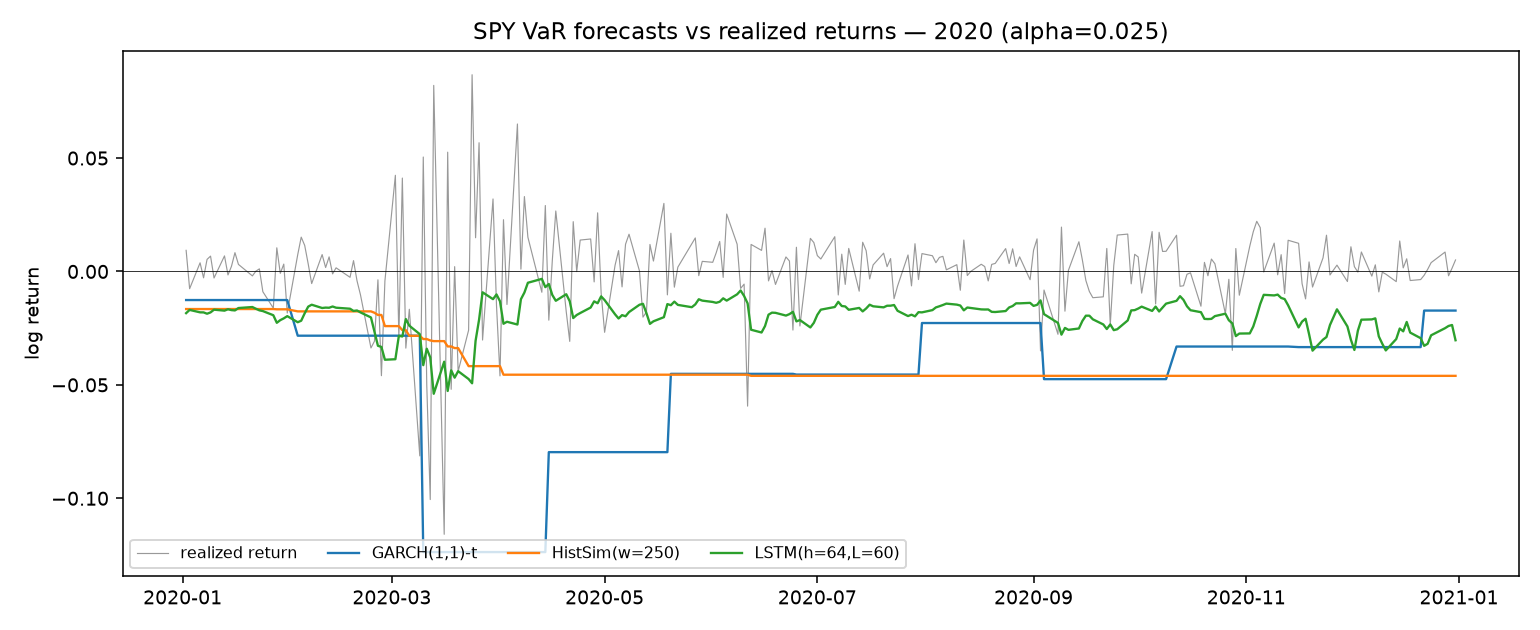 SPY VaR forecasts vs realized returns — 2020 (alpha=0.025)
log return
0.05
0.00
−0.05
−0.10
realized return GARCH(1,1)-t HistSim(w=250) LSTM(h=64,L=60)
2020-01 2020-03 2020-05 2020-07 2020-09 2020-11 2021-01